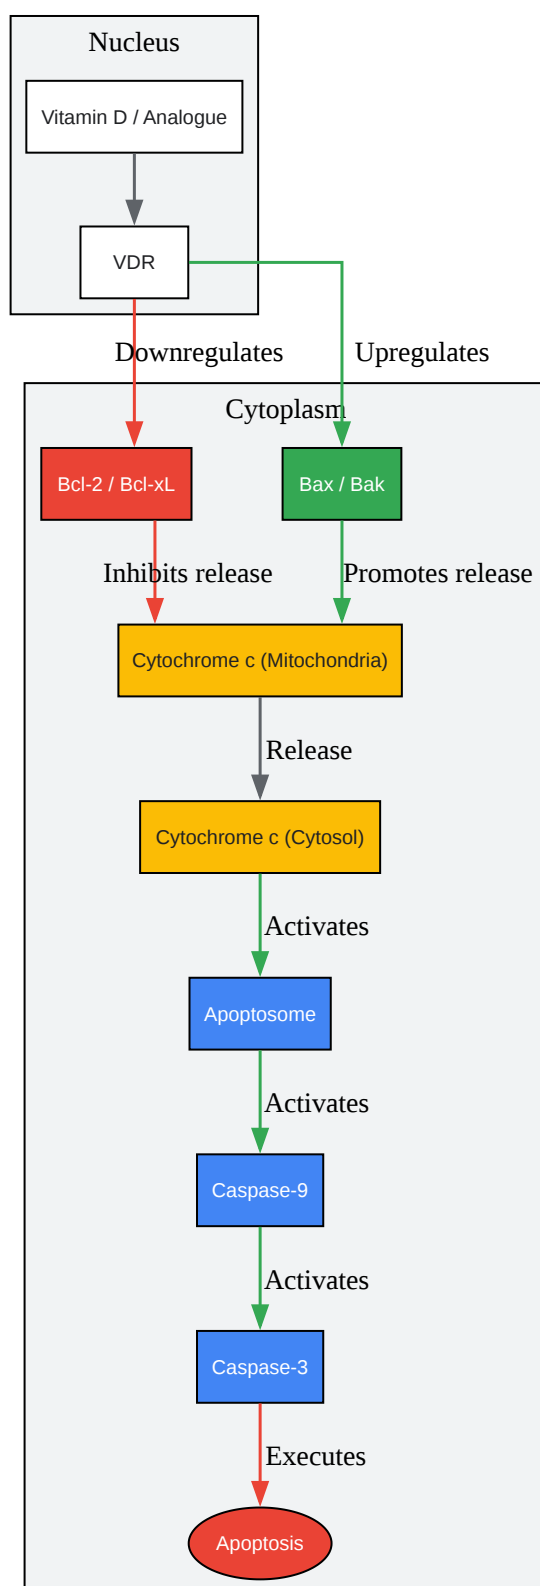 Nucleus
Vitamin D / Analogue
VDR
Downregulates
Upregulates
Cytoplasm
Bcl-2 / Bcl-xL
Bax / Bak
Inhibits release
Promotes release
Cytochrome c (Mitochondria)
Release
Cytochrome c (Cytosol)
Activates
Apoptosome
Activates
Caspase-9
Activates
Caspase-3
Executes
Apoptosis